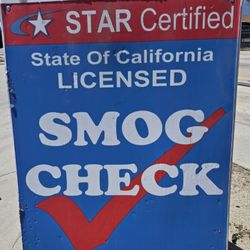 STAR Certified
State Of California
LICENSED
SMOG
CHECK